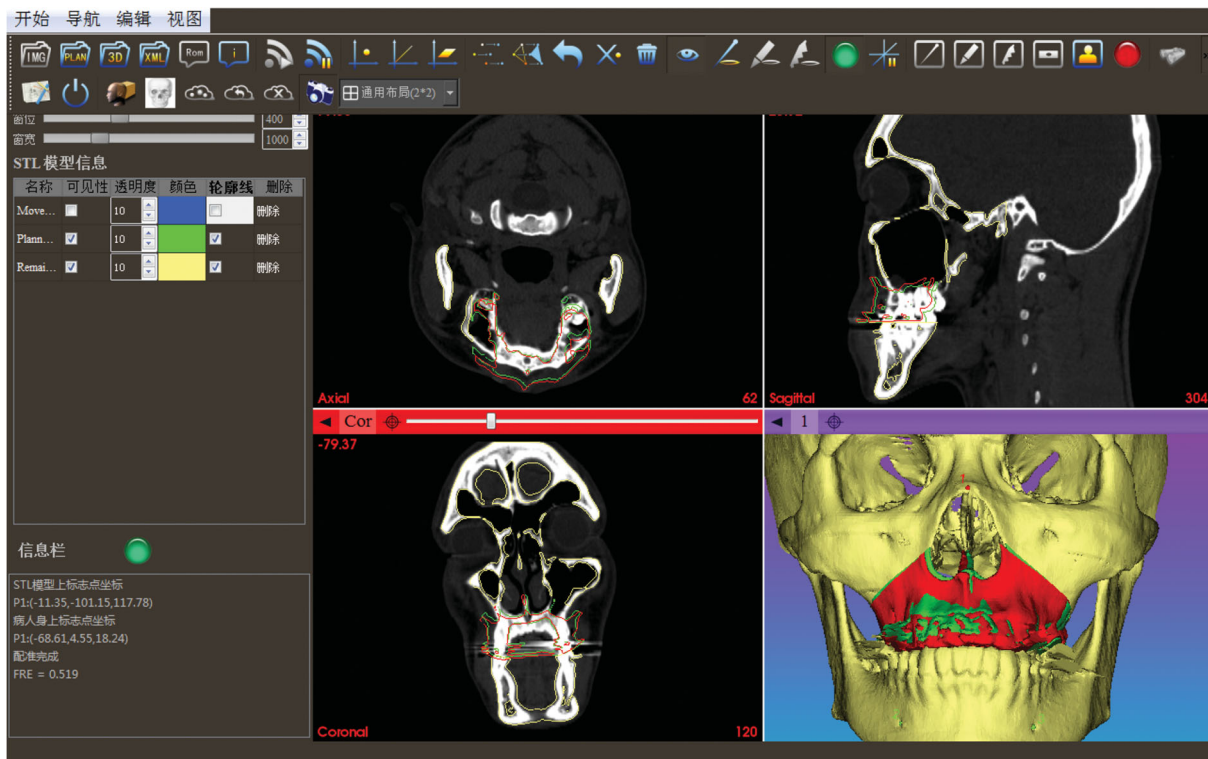 开始 导航 编辑 视图
IMG PLAN 3D XML Rom i
通用布局(2*2)
窗位 400
窗宽 1000
STL模型信息
名称 可见性 透明度 颜色 轮廓线 删除
Move... 10 删除
Plann... 10 删除
Remai... 10 删除
Axial 62
Sagittal 304
Cor
1
-79.37
1
Coronal 120
信息栏
STL模型上标志点坐标
P1:(-11.35,-101.15,117.78)
病人身上标志点坐标
P1:(-68.61,4.55,18.24)
配准完成
FRE = 0.519